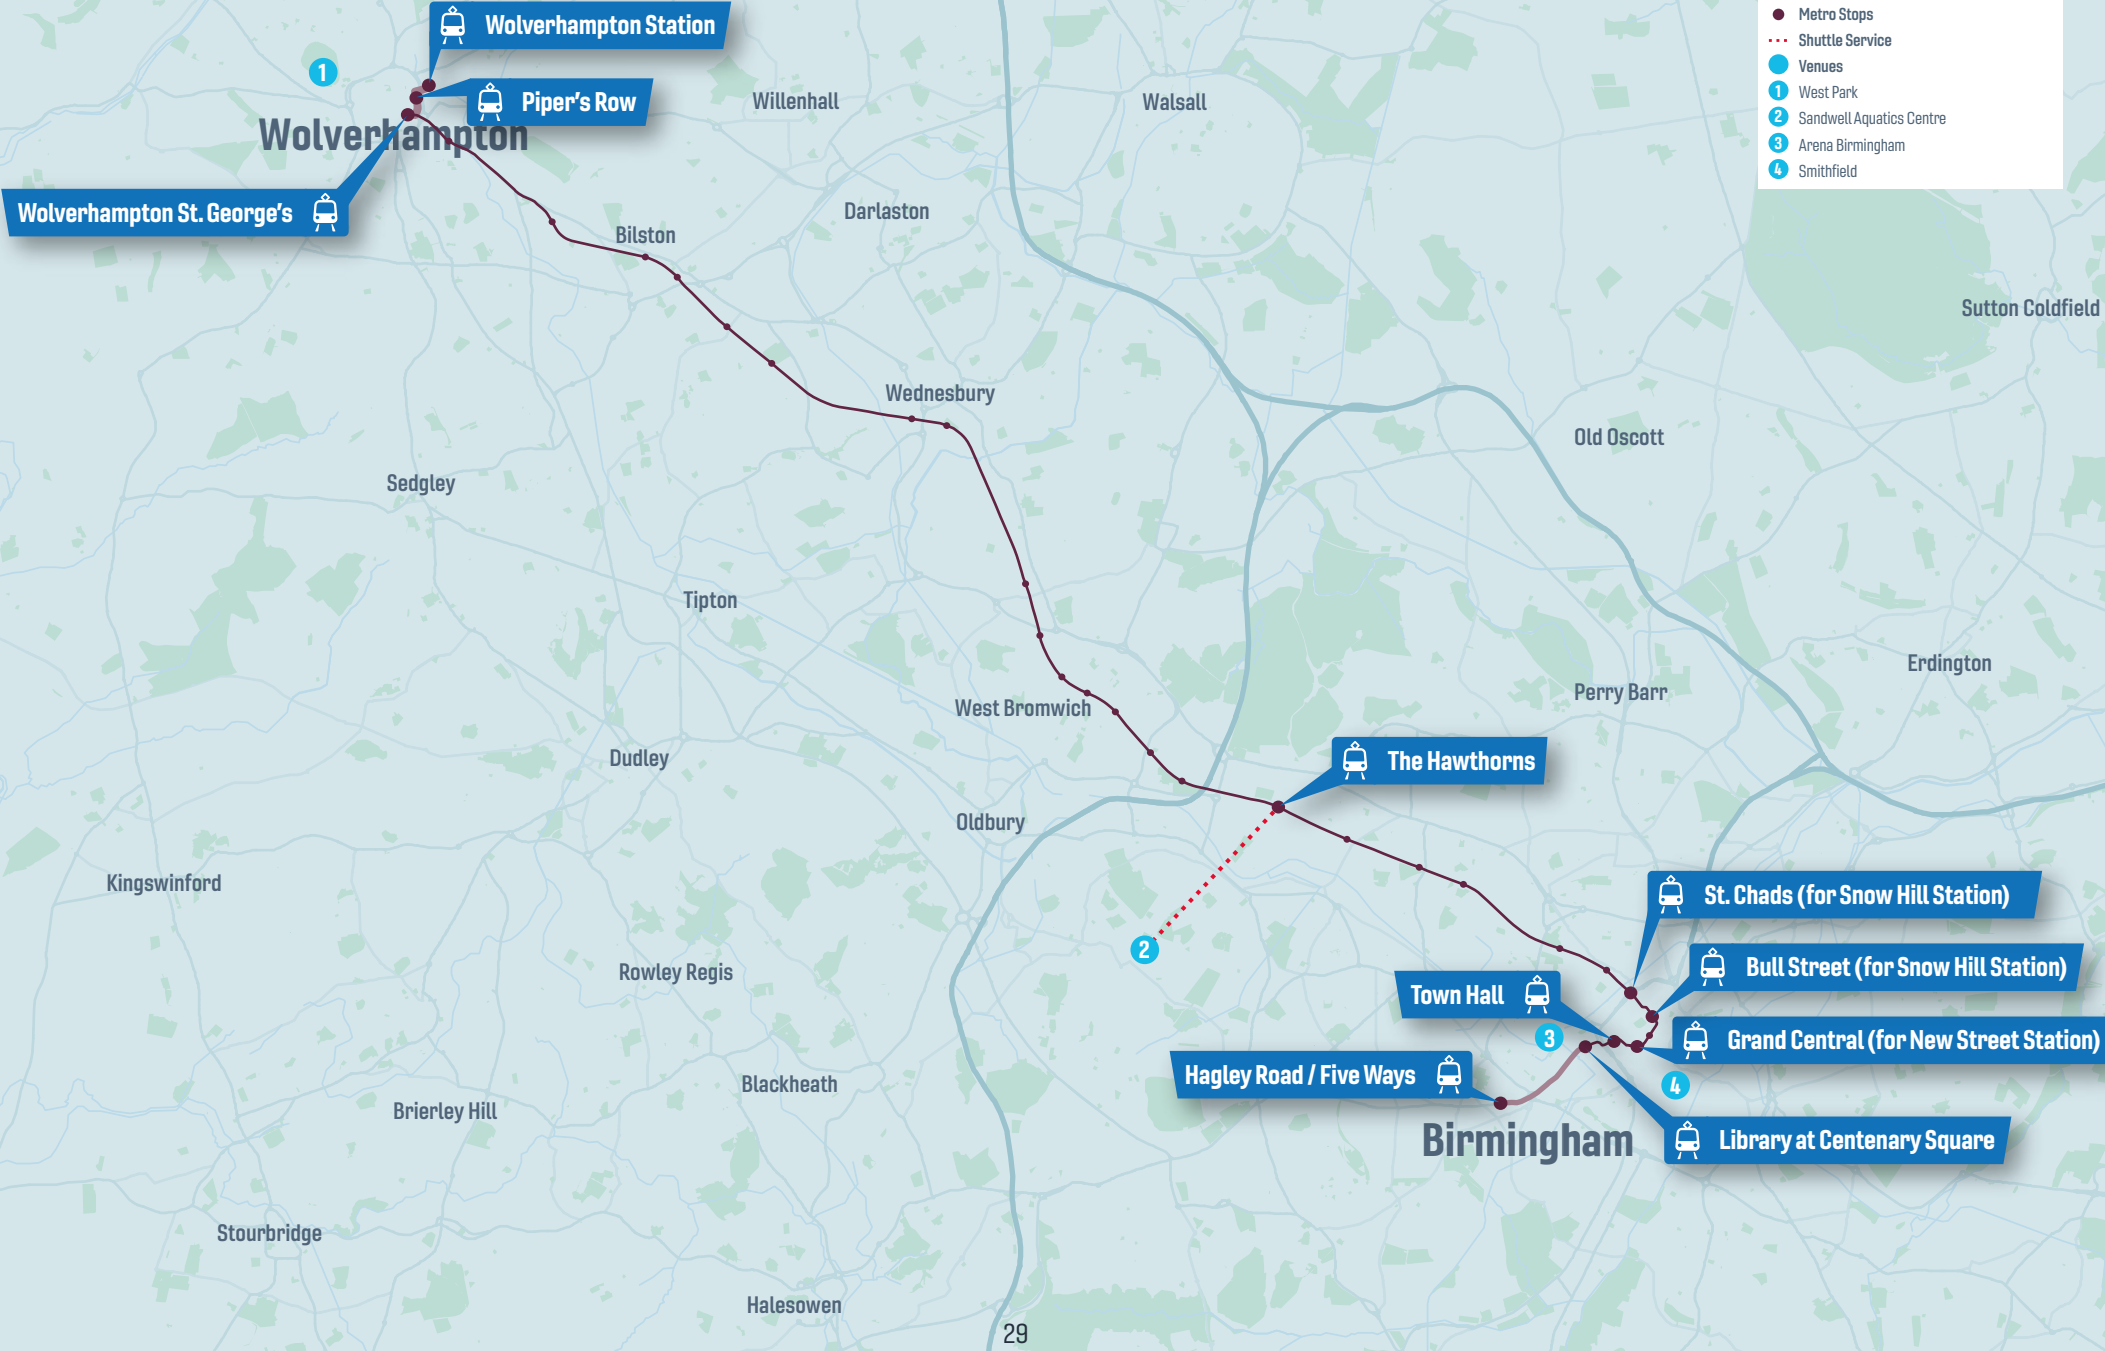 Wolverhampton Station
Metro Stops
Shuttle Service
Venues
1
1 West Park
Piper's Row
Willenhall
Walsall
2 Sandwell Aquatics Centre
Wolverhampton
3 Arena Birmingham
4 Smithfield
Wolverhampton St. George's
Darlaston
Bilston
Sutton Coldfield
Wednesbury
Old Oscott
Sedgley
Tipton
Erdington
Perry Barr
West Bromwich
Dudley
The Hawthorns
Oldbury
Kingswinford
St. Chads (for Snow Hill Station)
2
Rowley Regis
Bull Street (for Snow Hill Station)
Town Hall
3
Grand Central (for New Street Station)
Hagley Road / Five Ways
4
Blackheath
Brierley Hill
Birmingham
Library at Centenary Square
Stourbridge
Halesowen
29